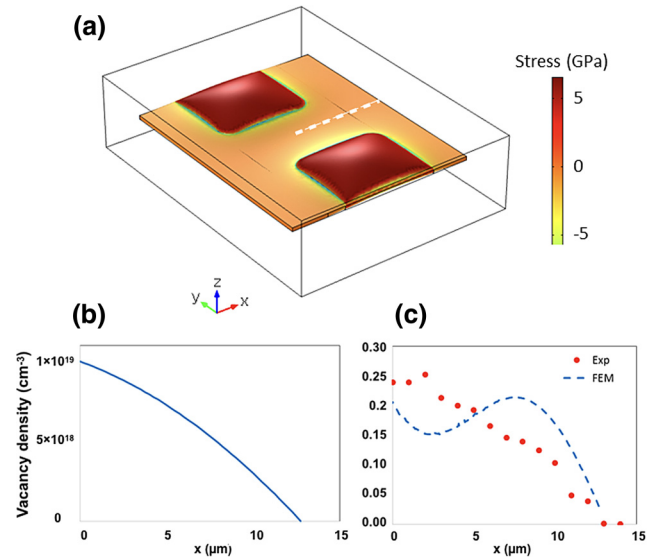 (a)
Stress (GPa)
5
0
-5
z
y
x
(b)
Vacancy density (cm-3)
1×10¹⁹
5×10¹⁸
0
0
5
10
15
x (μm)
(c)
0.30
0.25
0.20
0.15
0.10
0.05
0.00
Exp
FEM
0
5
10
15
x (μm)